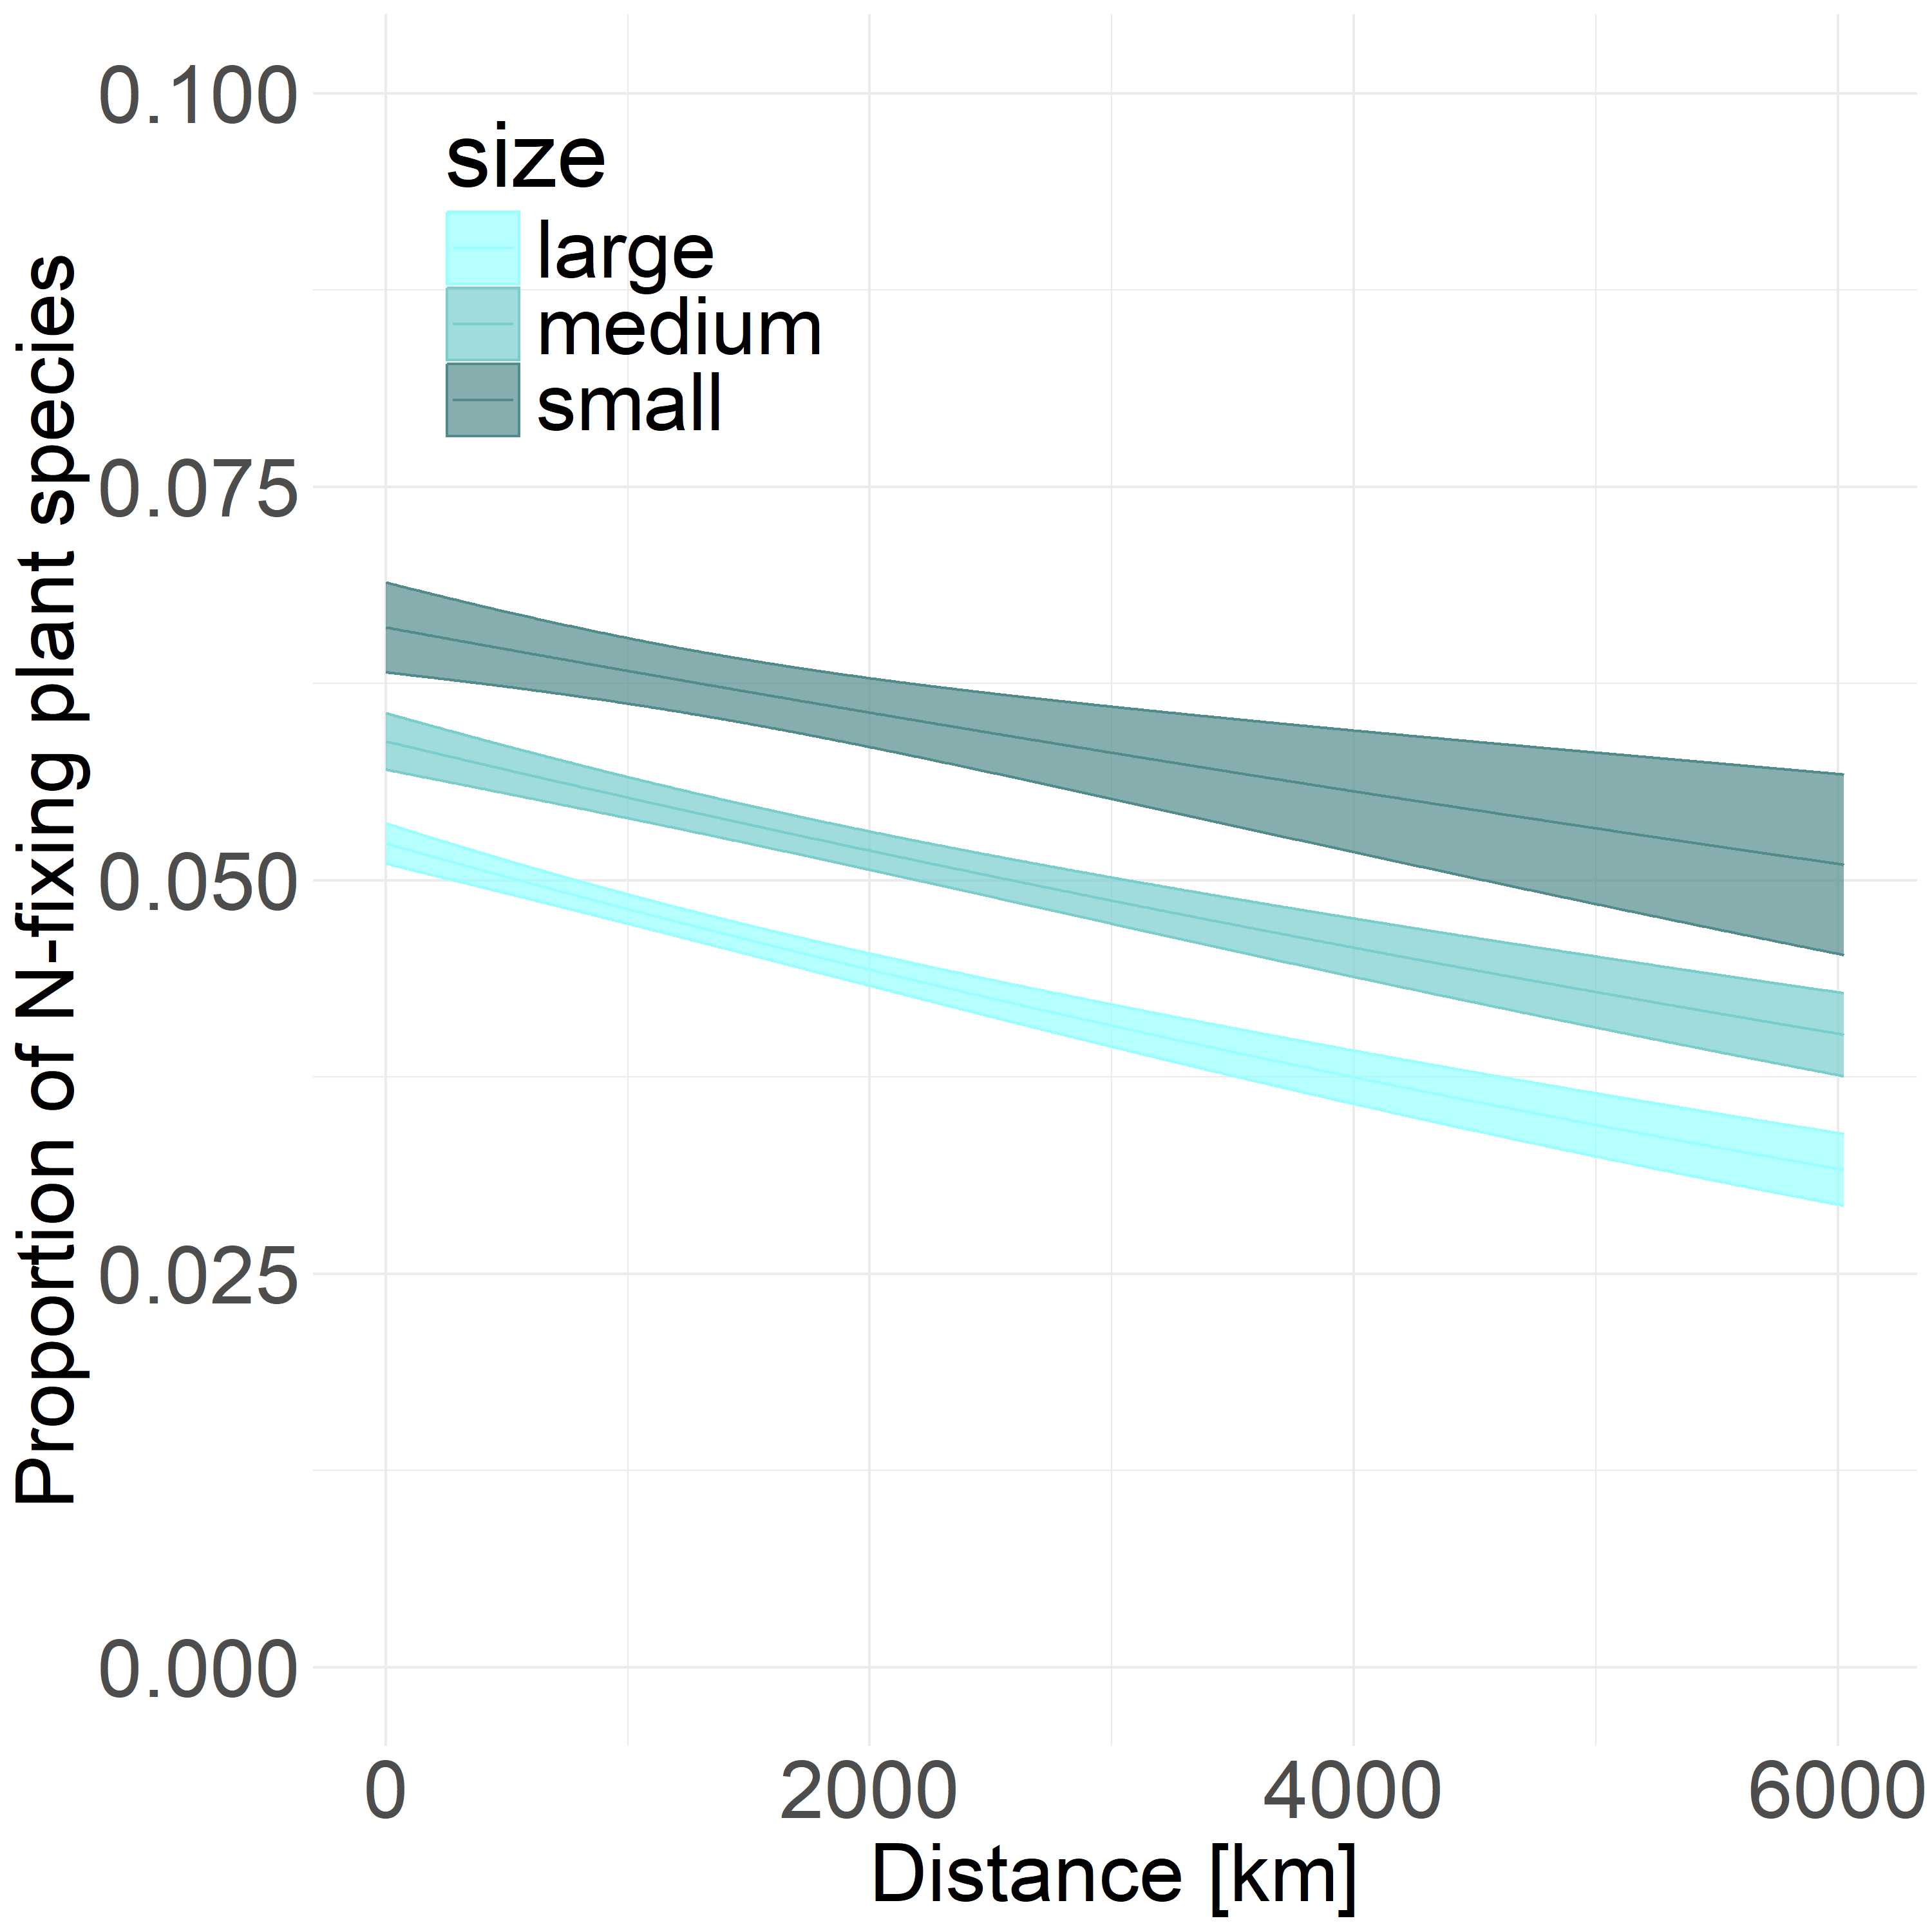 Proportion of N-fixing plant species
0.100
0.075
0.050
0.025
0.000
size
large
medium
small
0 2000 4000 6000
Distance [km]